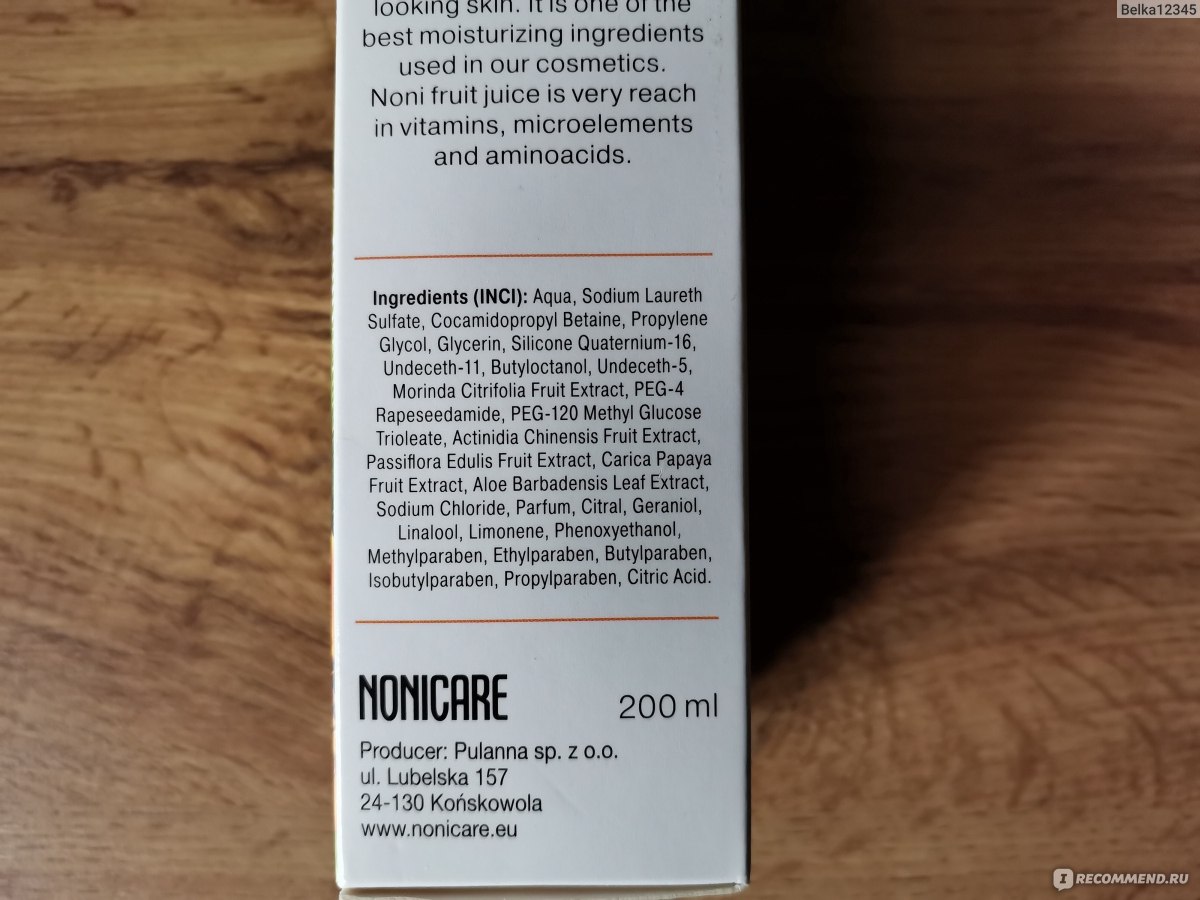 Belka12345
looking skin. It is one of the
best moisturizing ingredients
used in our cosmetics.
Noni fruit juice is very reach
in vitamins, microelements
and aminoacids.
Ingredients (INCI): Aqua, Sodium Laureth
Sulfate, Cocamidopropyl Betaine, Propylene
Glycol, Glycerin, Silicone Quaternium-16,
Undeceth-11, Butyloctanol, Undeceth-5,
Morinda Citrifolia Fruit Extract, PEG-4
Rapeseedamide, PEG-120 Methyl Glucose
Trioleate, Actinidia Chinensis Fruit Extract,
Passiflora Edulis Fruit Extract, Carica Papaya
Fruit Extract, Aloe Barbadensis Leaf Extract,
Sodium Chloride, Parfum, Citral, Geraniol,
Linalool, Limonene, Phenoxyethanol,
Methylparaben, Ethylparaben, Butylparaben,
Isobutylparaben, Propylparaben, Citric Acid.
NONICARE 200 ml
Producer: Pulanna sp. z o.o.
ul. Lubelska 157
24-130 Końskowola
www.nonicare.eu
IRECOMMEND.RU